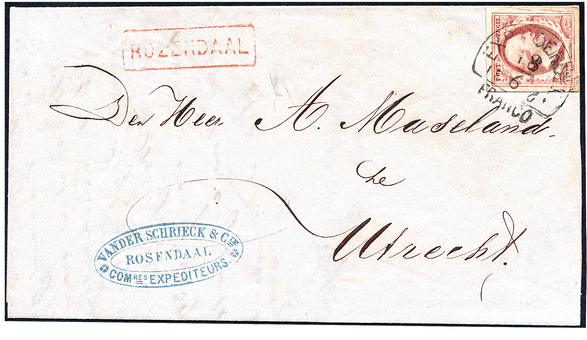 ROZENDAAL
FRANCO
Den Heer A. Maseland
te
Utrecht.
VANDER SCHRIECK & CIE
ROSENDAAL
COMRES EXPEDITEURS.